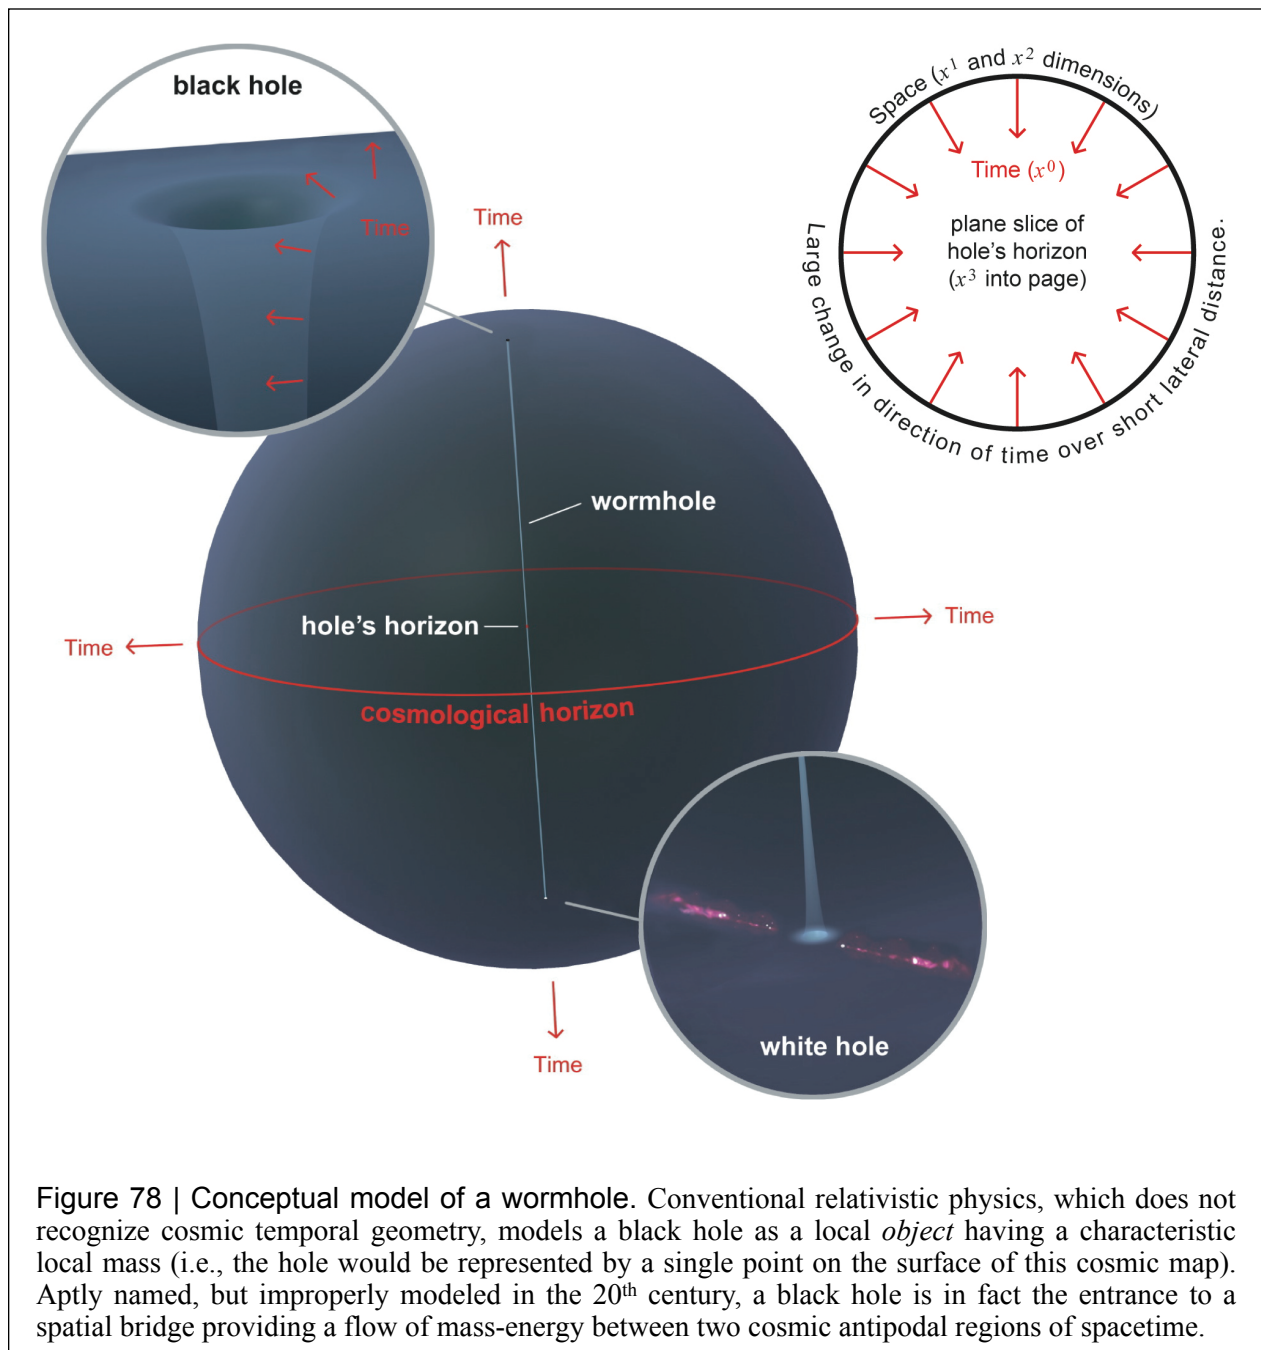 black hole
Time
Space (x¹ and x² dimensions)
Time (x⁰)
plane slice of
hole's horizon
(x³ into page)
Large change in direction of time over short lateral distance.
Time
wormhole
hole's horizon
Time
Time
cosmological horizon
white hole
Time
Figure 78 | Conceptual model of a wormhole. Conventional relativistic physics, which does not
recognize cosmic temporal geometry, models a black hole as a local object having a characteristic
local mass (i.e., the hole would be represented by a single point on the surface of this cosmic map).
Aptly named, but improperly modeled in the 20th century, a black hole is in fact the entrance to a
spatial bridge providing a flow of mass-energy between two cosmic antipodal regions of spacetime.